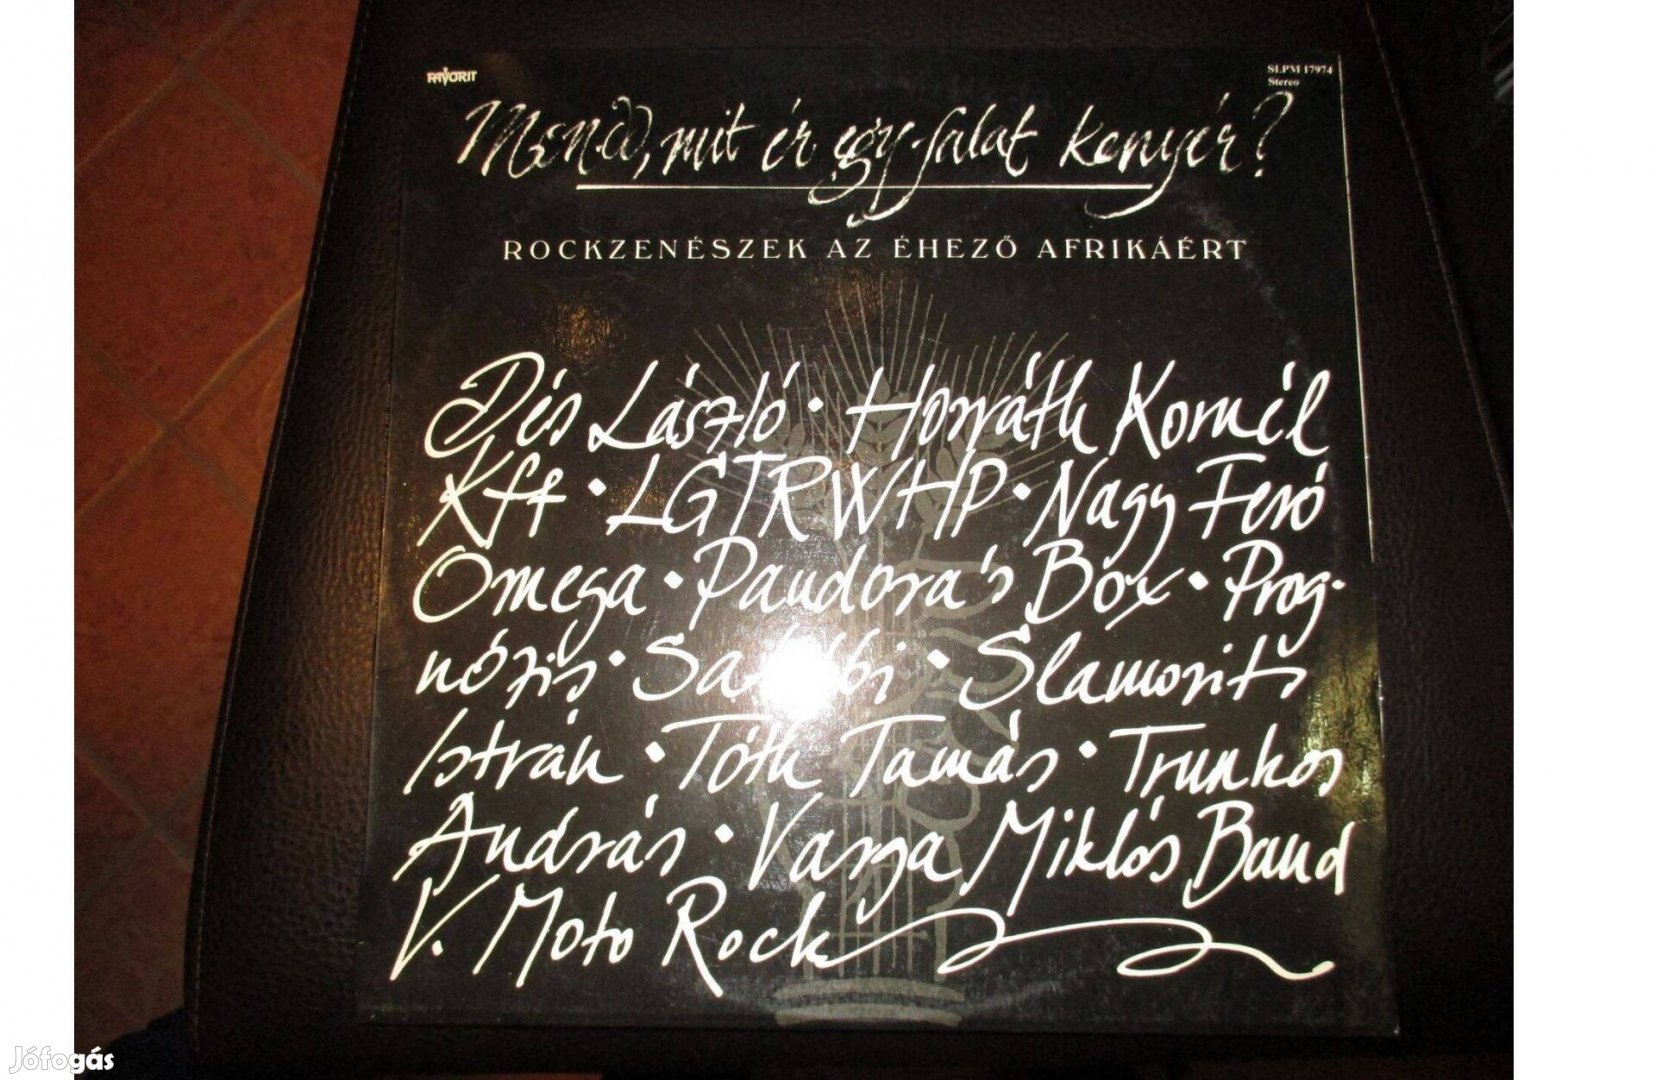 FAVORIT
SLPM 17974
Stereo
Mondd, mit ér egy falat kenyér?
ROCKZENÉSZEK AZ ÉHEZŐ AFRIKÁÉRT
Dés László • Horváth Kornél
Kft • LGTRWHP • Nagy Feró
Omega • Pandora's Box • Prog-
nózis • • Slamovits
István • Tóth Tamás • Trunkos
András • Varga Miklós Band
V. Moto Rock
Jófogás